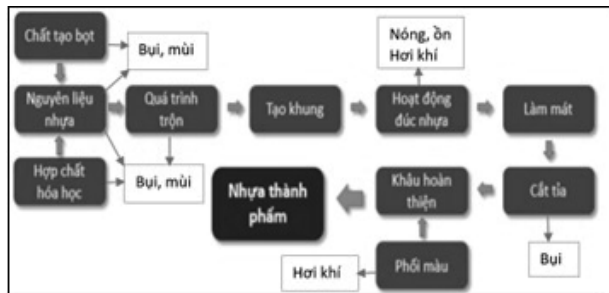 Chất tạo bọt
Bụi, mùi
Nóng, ồn
Hơi khí
Nguyên liệu
nhựa
Quá trình
trộn
Tạo khung
Hoạt động
đúc nhựa
Làm mát
Hợp chất
hóa học
Bụi, mùi
Nhựa thành
phẩm
Khâu hoàn
thiện
Cắt tỉa
Hơi khí
Phối màu
Bụi